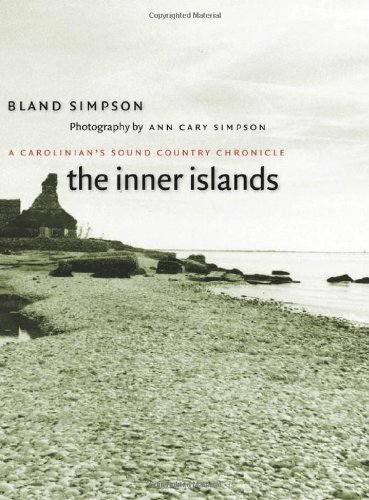 BLAND SIMPSON
Photography by ANN CARY SIMPSON
A CAROLINIAN'S SOUND COUNTRY CHRONICLE
the inner islands